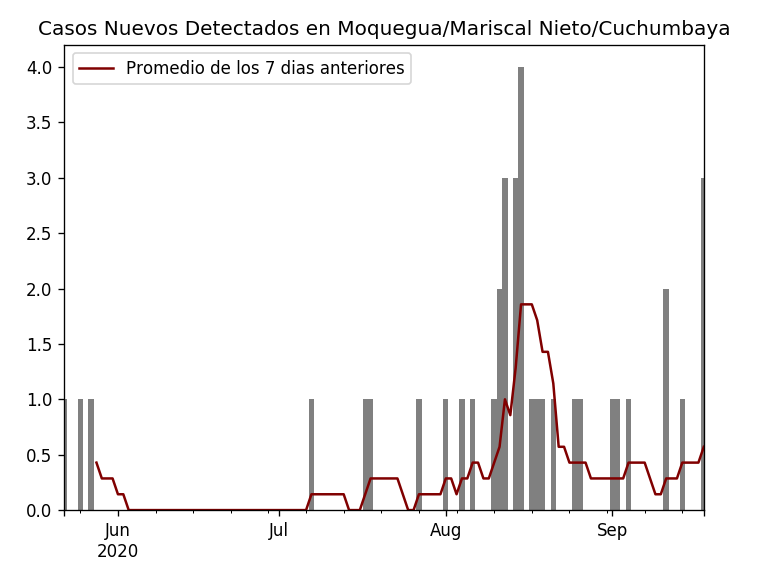 Casos Nuevos Detectados en Moquegua/Mariscal Nieto/Cuchumbaya
Promedio de los 7 dias anteriores
4.0
3.5
3.0
2.5
2.0
1.5
1.0
0.5
0.0
Jun
2020
Jul
Aug
Sep